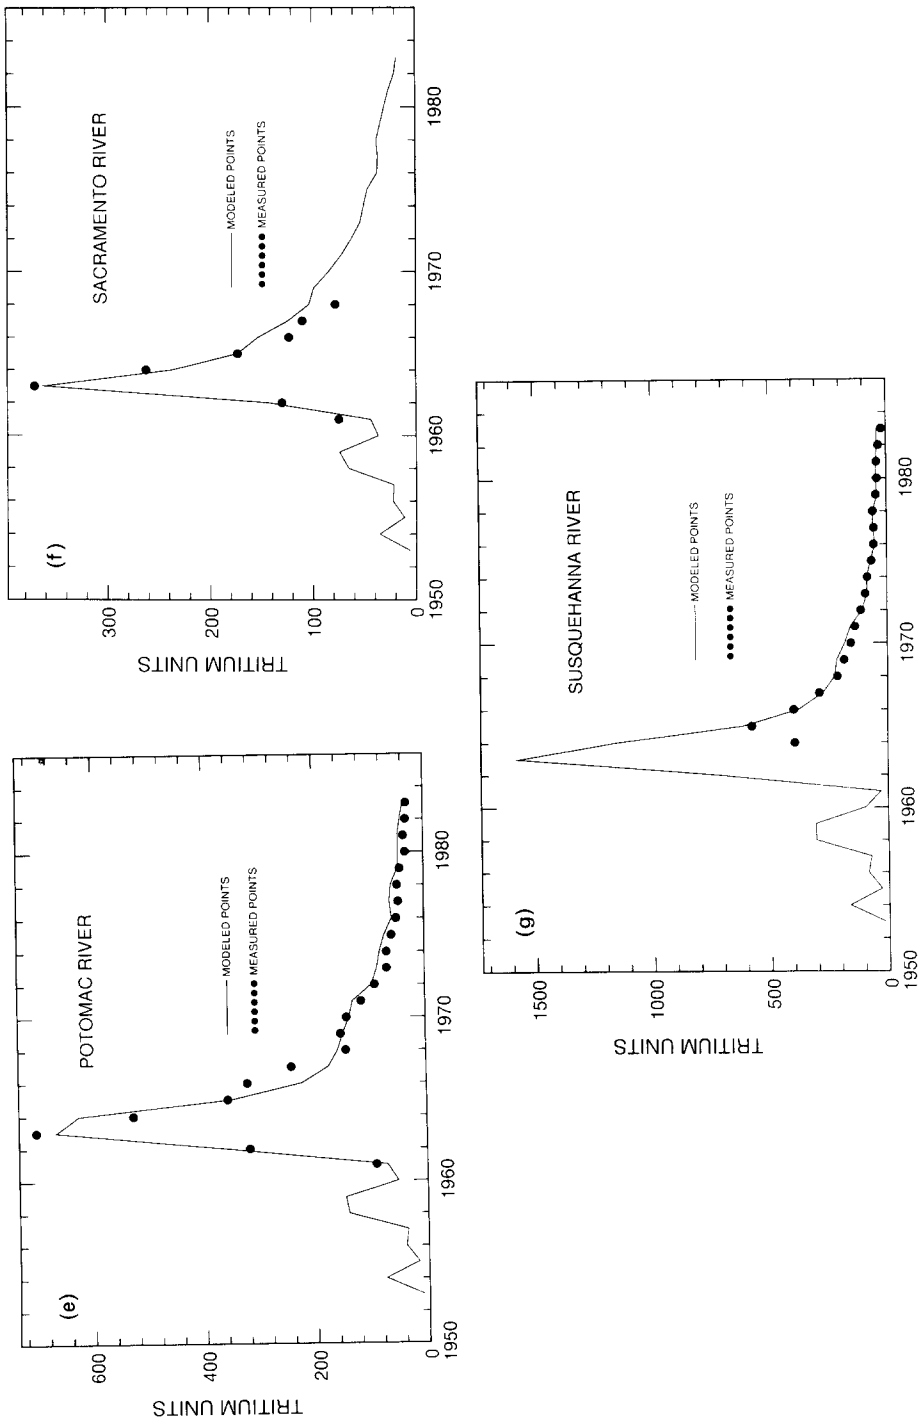 (e)
POTOMAC RIVER
MODELED POINTS
MEASURED POINTS
TRITIUM UNITS
600
400
200
0
1950
1960
1970
1980
(f)
SACRAMENTO RIVER
MODELED POINTS
MEASURED POINTS
TRITIUM UNITS
300
200
100
0
1950
1960
1970
1980
(g)
SUSQUEHANNA RIVER
MODELED POINTS
MEASURED POINTS
TRITIUM UNITS
1500
1000
500
0
1950
1960
1970
1980